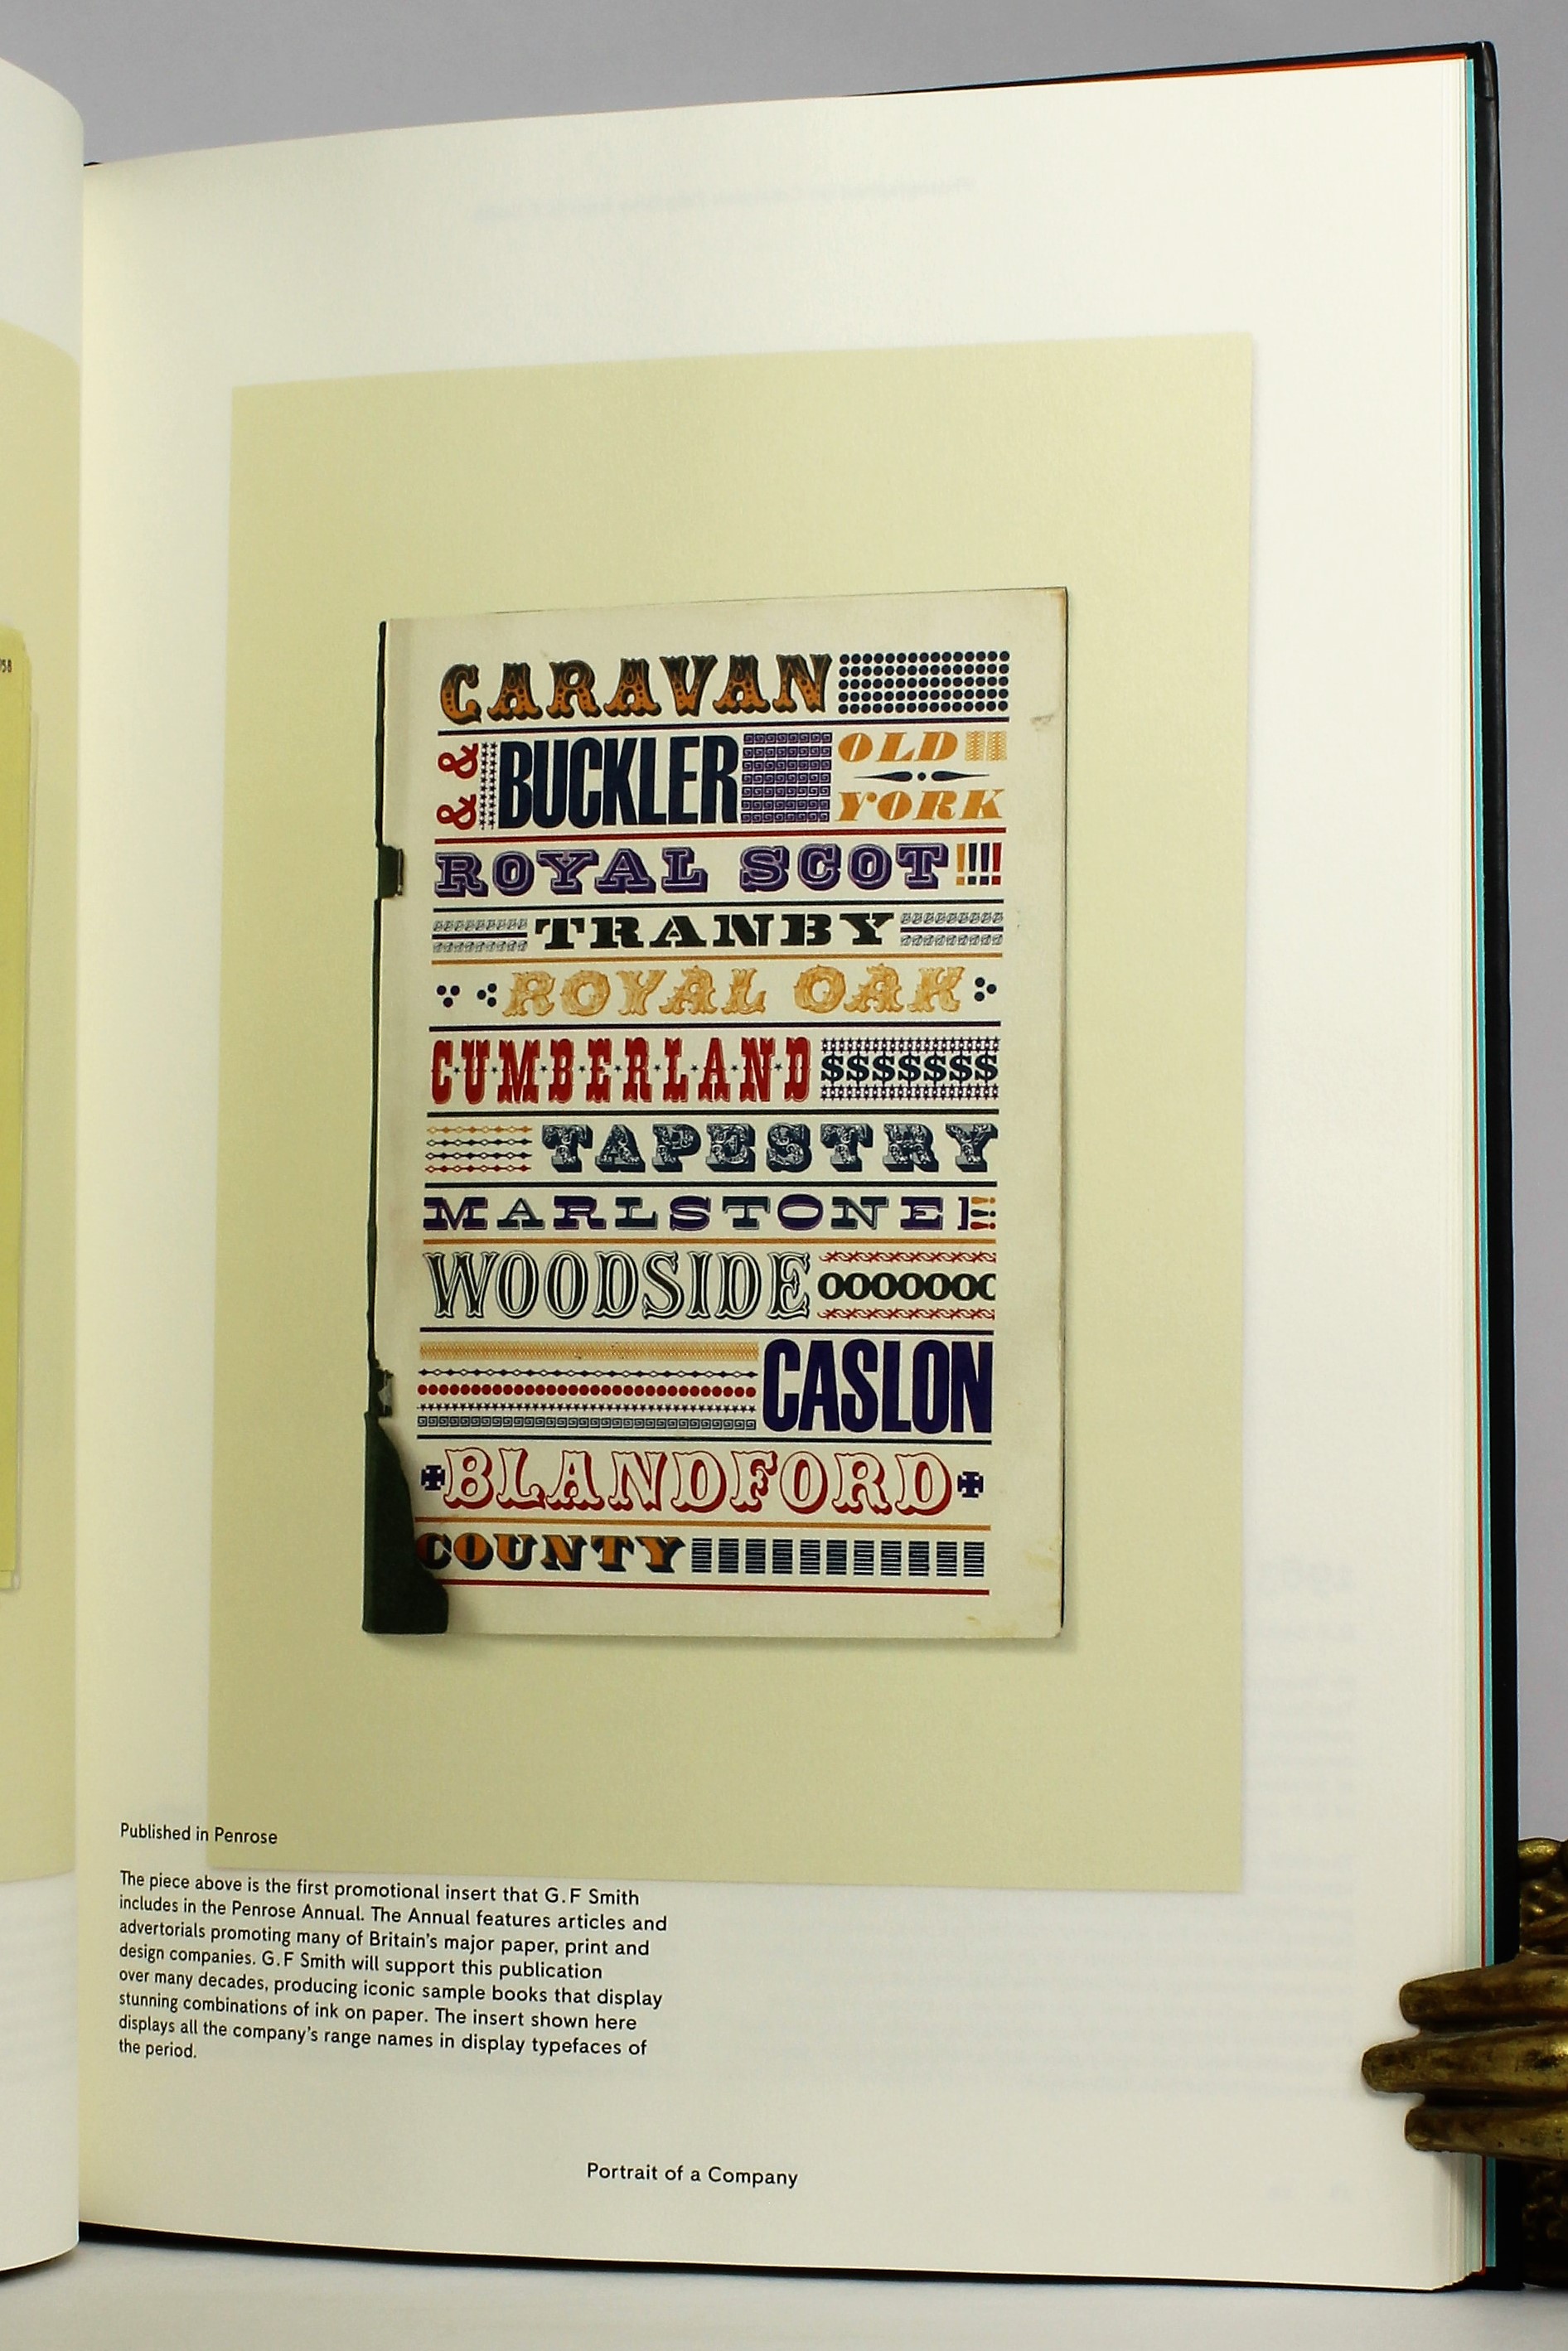 58
CARAVAN
& & BUCKLER OLD
YORK
ROYAL SCOT !!!!
TRANBY
ROYAL OAK
C·U·M·B·E·R·L·A·N·D $$$$$$$
TAPESTRY
MARLSTONE
WOODSIDE OOOOOOO
CASLON
BLANDFORD
COUNTY
Published in Penrose
The piece above is the first promotional insert that G.F Smith
includes in the Penrose Annual. The Annual features articles and
advertorials promoting many of Britain's major paper, print and
design companies. G.F Smith will support this publication
over many decades, producing iconic sample books that display
stunning combinations of ink on paper. The insert shown here
displays all the company's range names in display typefaces of
the period.
Portrait of a Company